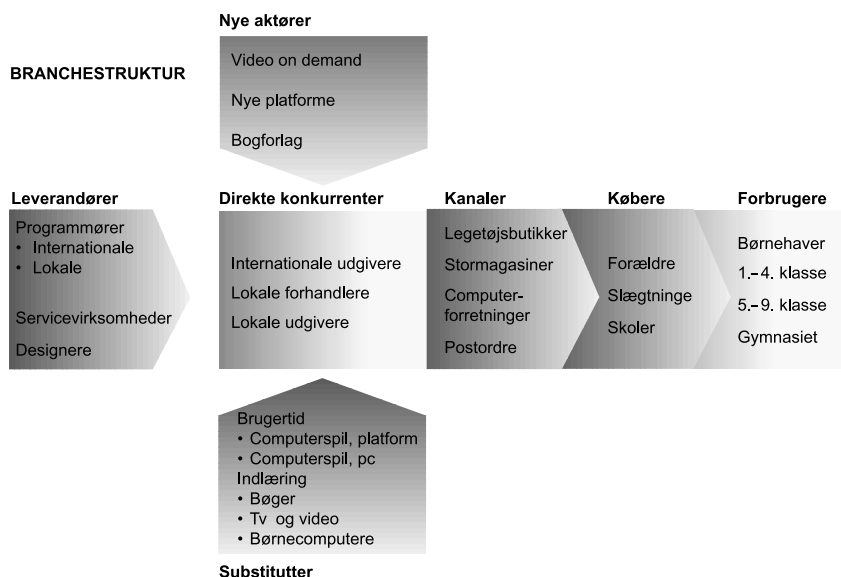 Nye aktører
BRANCHESTRUKTUR
Video on demand
Nye platforme
Bogforlag
Leverandører
Programmører
• Internationale
• Lokale
Servicevirksomheder
Designere
Direkte konkurrenter
Internationale udgivere
Lokale forhandlere
Lokale udgivere
Kanaler
Legetøjsbutikker
Stormagasiner
Computer-
forretninger
Postordre
Købere
Forældre
Slægtninge
Skoler
Forbrugere
Børnehaver
1.–4. klasse
5.–9. klasse
Gymnasiet
Brugertid
• Computerspil, platform
• Computerspil, pc
Indlæring
• Bøger
• Tv og video
• Børnecomputere
Substitutter